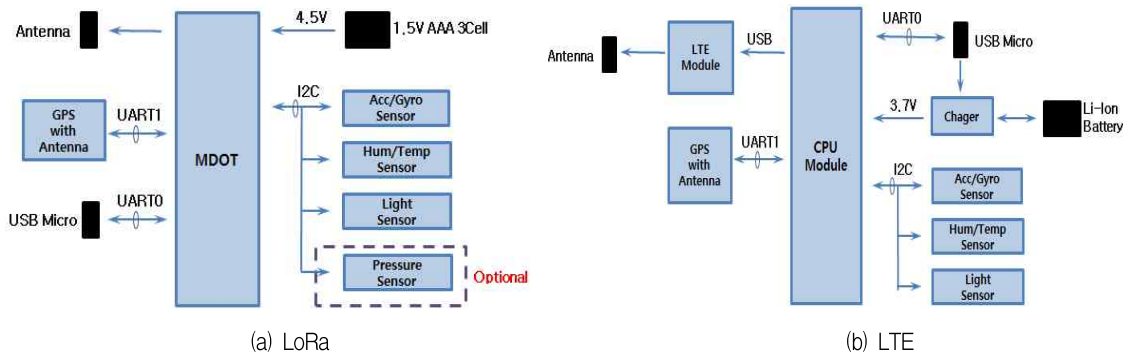 Antenna
4.5V
1.5V AAA 3Cell
GPS
with
Antenna
UART1
MDOT
I2C
Acc/Gyro
Sensor
Hum/Temp
Sensor
Light
Sensor
Pressure
Sensor
Optional
USB Micro
UART0
(a) LoRa
Antenna
LTE
Module
USB
UART0
USB Micro
3.7V
Chager
Li-Ion
Battery
GPS
with
Antenna
UART1
CPU
Module
I2C
Acc/Gyro
Sensor
Hum/Temp
Sensor
Light
Sensor
(b) LTE